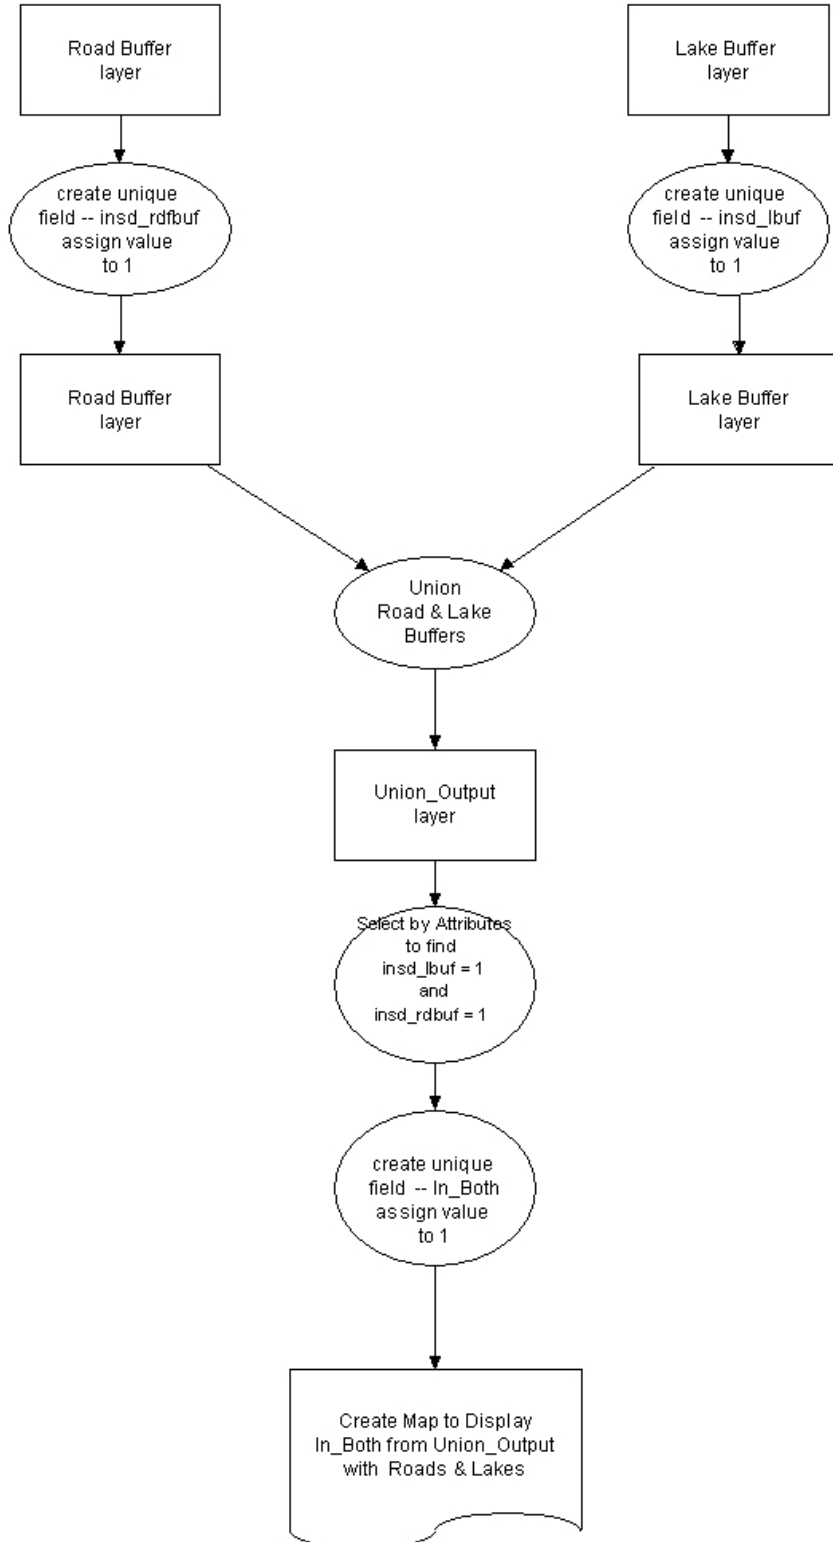 Road Buffer
layer
Lake Buffer
layer
create unique
field -- insd_rdfbuf
assign value
to 1
create unique
field -- insd_lbuf
assign value
to 1
Road Buffer
layer
Lake Buffer
layer
Union
Road & Lake
Buffers
Union_Output
layer
Select by Attributes
to find
insd_lbuf = 1
and
insd_rdbuf = 1
create unique
field -- In_Both
assign value
to 1
Create Map to Display
In_Both from Union_Output
with Roads & Lakes